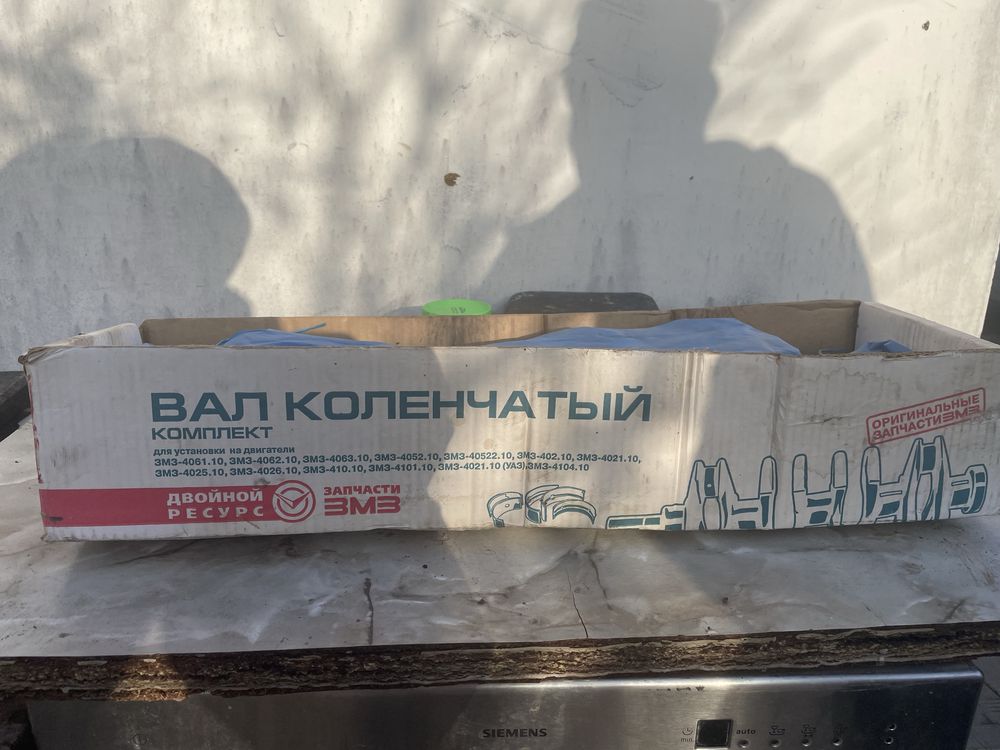 ВАЛ КОЛЕНЧАТЫЙ
КОМПЛЕКТ
для установки на двигатели
ЗМЗ-4061.10, ЗМЗ-4062.10, ЗМЗ-4063.10, ЗМЗ-4052.10, ЗМЗ-40522.10, ЗМЗ-402.10, ЗМЗ-4021.10,
ЗМЗ-4025.10, ЗМЗ-4026.10, ЗМЗ-410.10, ЗМЗ-4101.10, ЗМЗ-4021.10 (УАЗ),ЗМЗ-4104.10
ДВОЙНОЙ
РЕСУРС
ЗАПЧАСТИ
ЗМЗ
ОРИГИНАЛЬНЫЕ
ЗАПЧАСТИ ЗМЗ
SIEMENS
auto
min.